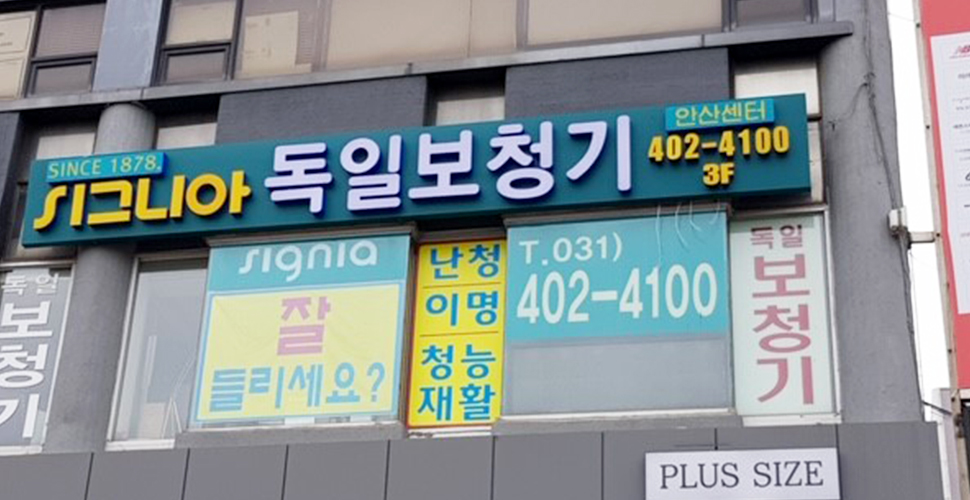 SINCE 1878.
시그니아 독일보청기
안산센터
402-4100
3F
독일
보청기
signia
잘
들리세요?
난청
이명
청능
재활
T.031)
402-4100
독일
보청기
PLUS SIZE